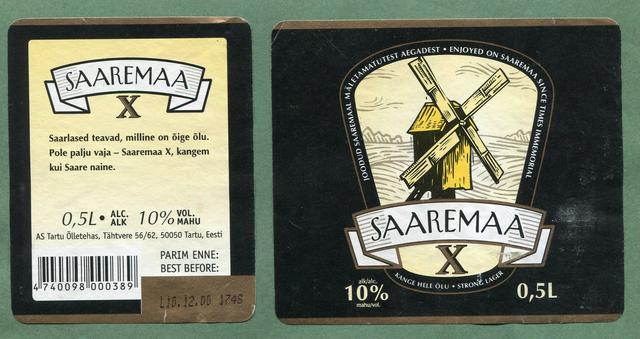 SAAREMAA
X
Saarlased teavad, milline on õige õlu.
Pole palju vaja – Saaremaa X, kangem
kui Saare naine.
0,5L • ALC. ALK 10% VOL. MAHU
AS Tartu Õlletehas, Tähtvere 56/62, 50050 Tartu, Eesti
PARIM ENNE:
BEST BEFORE:
4 740098 000389
L10.12.00 1746
JOODUD SAAREMAAL MÄLETAMATUTEST AEGADEST • ENJOYED ON SAAREMAA SINCE TIMES IMMEMORIAL
SAAREMAA
X
KANGE HELE ÕLU • STRONG LAGER
alk/alc.
10%
mahu/vol.
0,5L